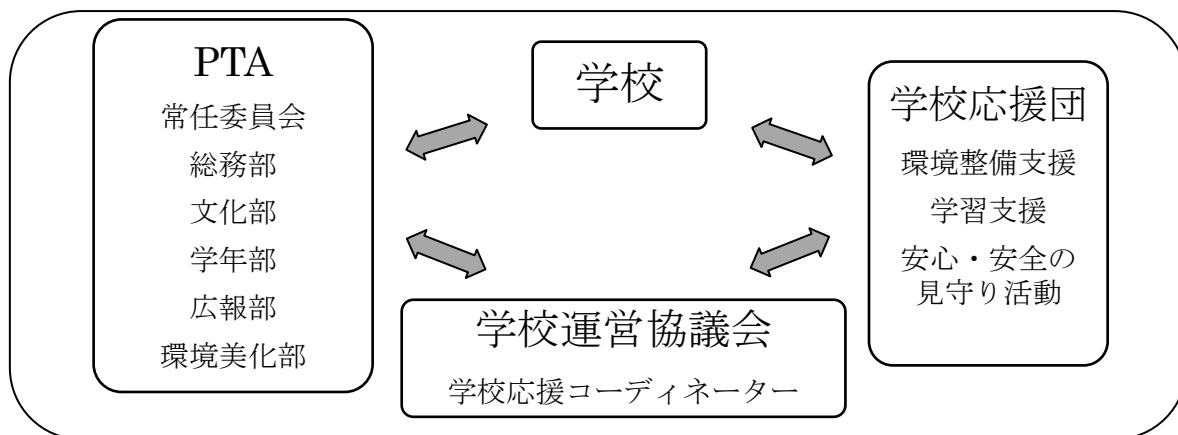 PTA
常任委員会
総務部
文化部
学年部
広報部
環境美化部
学校
学校応援団
環境整備支援
学習支援
安心・安全の
見守り活動
学校運営協議会
学校応援コーディネーター